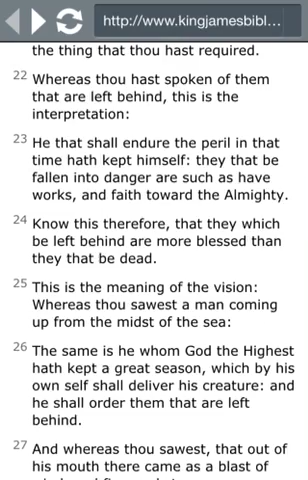 http://www.kingjamesbibl...
the thing that thou hast required.
22 Whereas thou hast spoken of them
that are left behind, this is the
interpretation:
23 He that shall endure the peril in that
time hath kept himself: they that be
fallen into danger are such as have
works, and faith toward the Almighty.
24 Know this therefore, that they which
be left behind are more blessed than
they that be dead.
25 This is the meaning of the vision:
Whereas thou sawest a man coming
up from the midst of the sea:
26 The same is he whom God the Highest
hath kept a great season, which by his
own self shall deliver his creature: and
he shall order them that are left
behind.
27 And whereas thou sawest, that out of
his mouth there came as a blast of